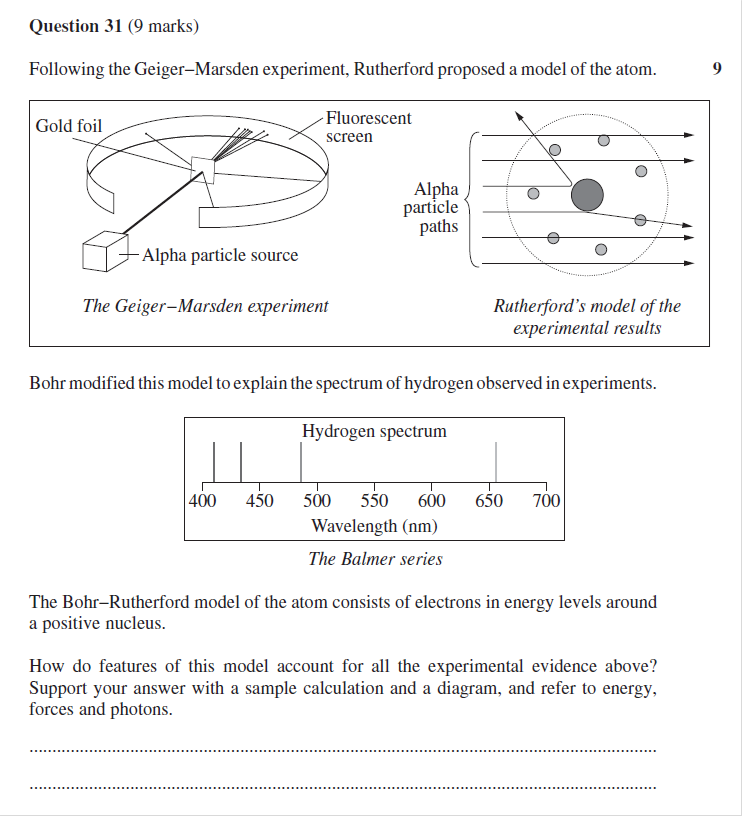 Question 31 (9 marks)
Following the Geiger–Marsden experiment, Rutherford proposed a model of the atom. 9
Gold foil
Fluorescent
screen
Alpha
particle
paths
Alpha particle source
The Geiger–Marsden experiment
Rutherford's model of the
experimental results
Bohr modified this model to explain the spectrum of hydrogen observed in experiments.
Hydrogen spectrum
400 450 500 550 600 650 700
Wavelength (nm)
The Balmer series
The Bohr–Rutherford model of the atom consists of electrons in energy levels around
a positive nucleus.
How do features of this model account for all the experimental evidence above?
Support your answer with a sample calculation and a diagram, and refer to energy,
forces and photons.